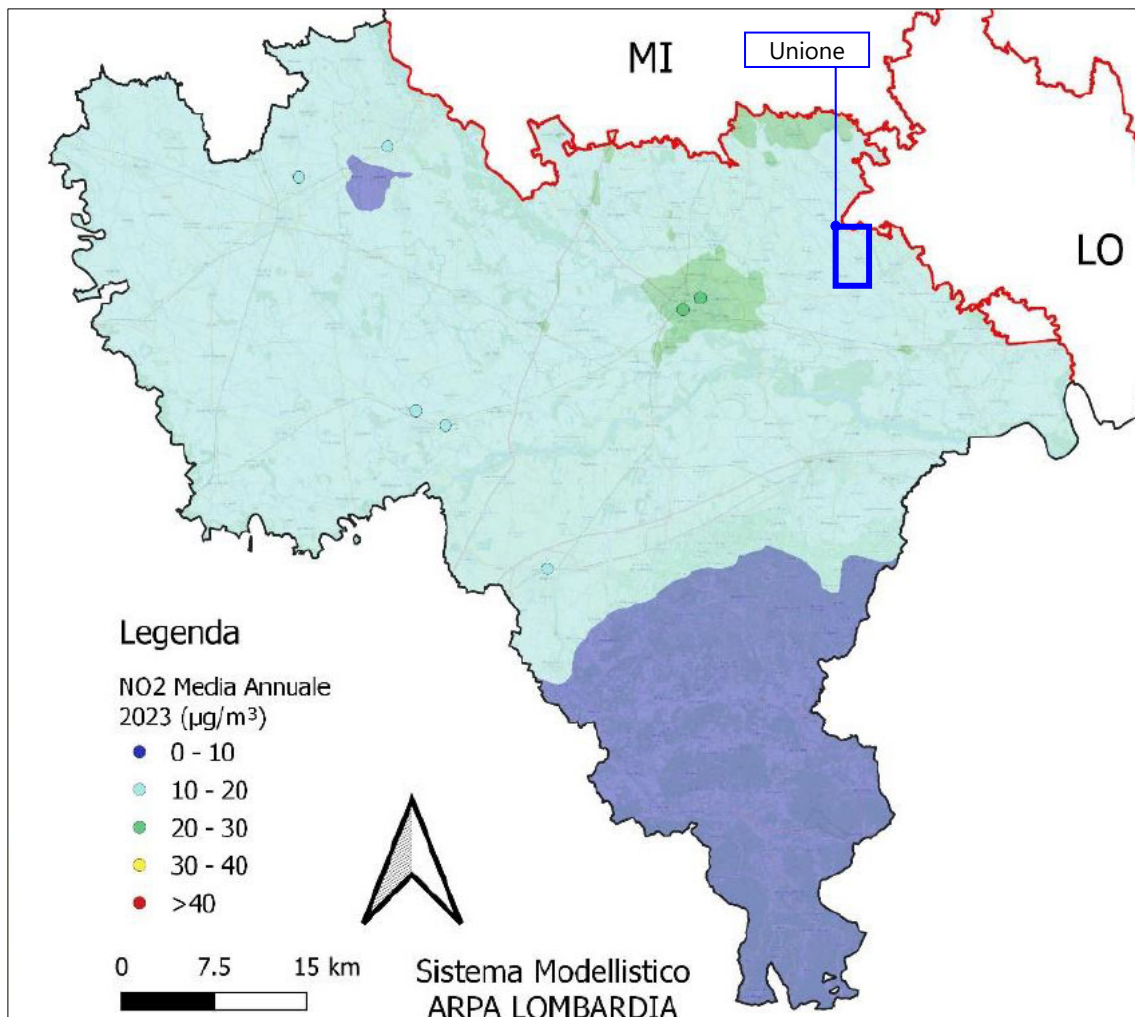 MI
Unione
LO
Legenda
NO2 Media Annuale
2023 (µg/m³)
0 - 10
10 - 20
20 - 30
30 - 40
>40
0 7.5 15 km
Sistema Modellistico
ARPA LOMBARDIA